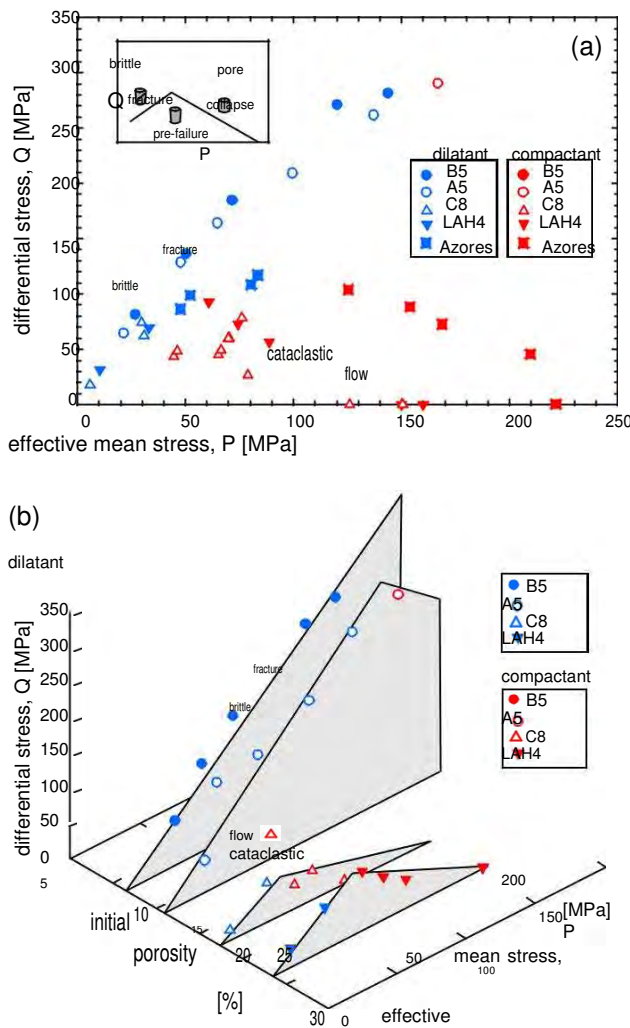 (a)
350
300
250
200
150
100
50
0
differential stress, Q [MPa]
brittle
pore
Q fracture
collapse
pre-failure
P
dilatant
B5
A5
C8
LAH4
Azores
compactant
B5
A5
C8
LAH4
Azores
fracture
brittle
cataclastic
flow
0 50 100 150 200 250
effective mean stress, P [MPa]
(b)
dilatant
350
300
250
200
150
100
50
0
differential stress, Q [MPa]
B5
A5
C8
LAH4
compactant
B5
A5
C8
LAH4
fracture
brittle
flow
cataclastic
5
10
15
20
25
30
initial
porosity
[%]
0
50
100
150
200
effective
mean stress,
[MPa]
P